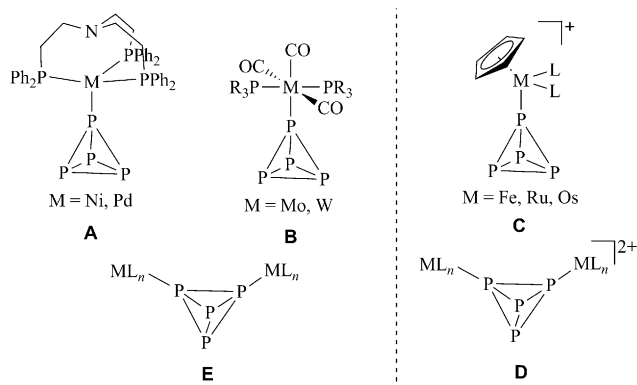 N
PPh₂
Ph₂P M PPh₂
P
P
P P
M = Ni, Pd
A
CO
OC
R₃P M PR₃
CO
P
P
P P
M = Mo, W
B
+
M L
L
P
P
P P
M = Fe, Ru, Os
C
MLₙ MLₙ
P P
P
P
E
MLₙ MLₙ 2+
P P
P
P
D